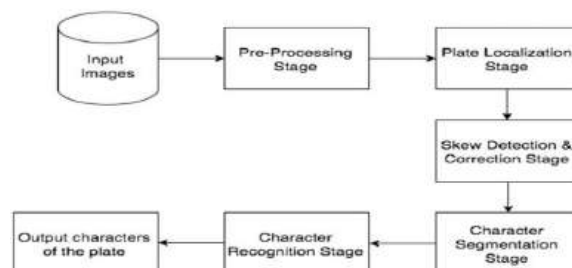 Input
Images
Pre-Processing
Stage
Plate Localization
Stage
Skew Detection &
Correction Stage
Character
Segmentation
Stage
Character
Recognition Stage
Output characters
of the plate